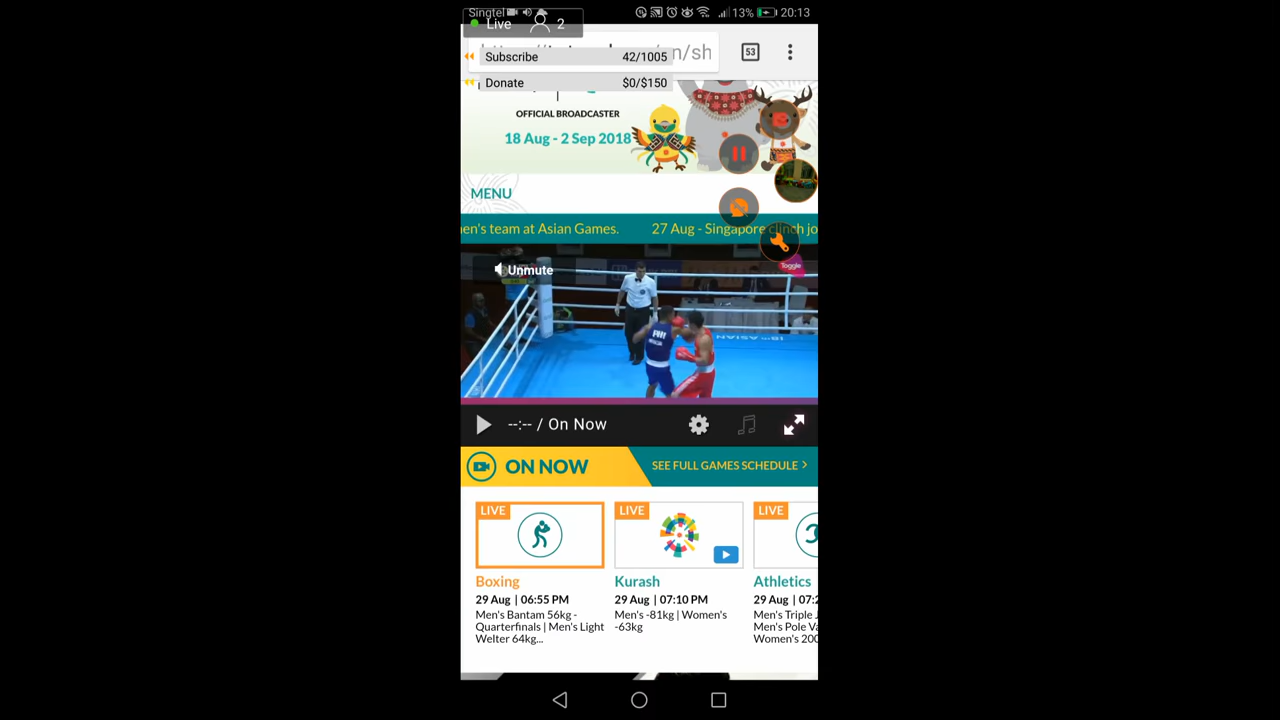 Singtel
13%
20:13
Live
2
n/sh
53
Subscribe 42/1005
Donate $0/$150
OFFICIAL BROADCASTER
18 Aug - 2 Sep 2018
MENU
en's team at Asian Games. 27 Aug - Singapore clinch jo
Unmute
Toggle
PHI
--:-- / On Now
ON NOW
SEE FULL GAMES SCHEDULE >
LIVE
Boxing
29 Aug | 06:55 PM
Men's Bantam 56kg -
Quarterfinals | Men's Light
Welter 64kg...
LIVE
Kurash
29 Aug | 07:10 PM
Men's -81kg | Women's
-63kg
LIVE
Athletics
29 Aug | 07:2
Men's Triple J
Men's Pole Va
Women's 200